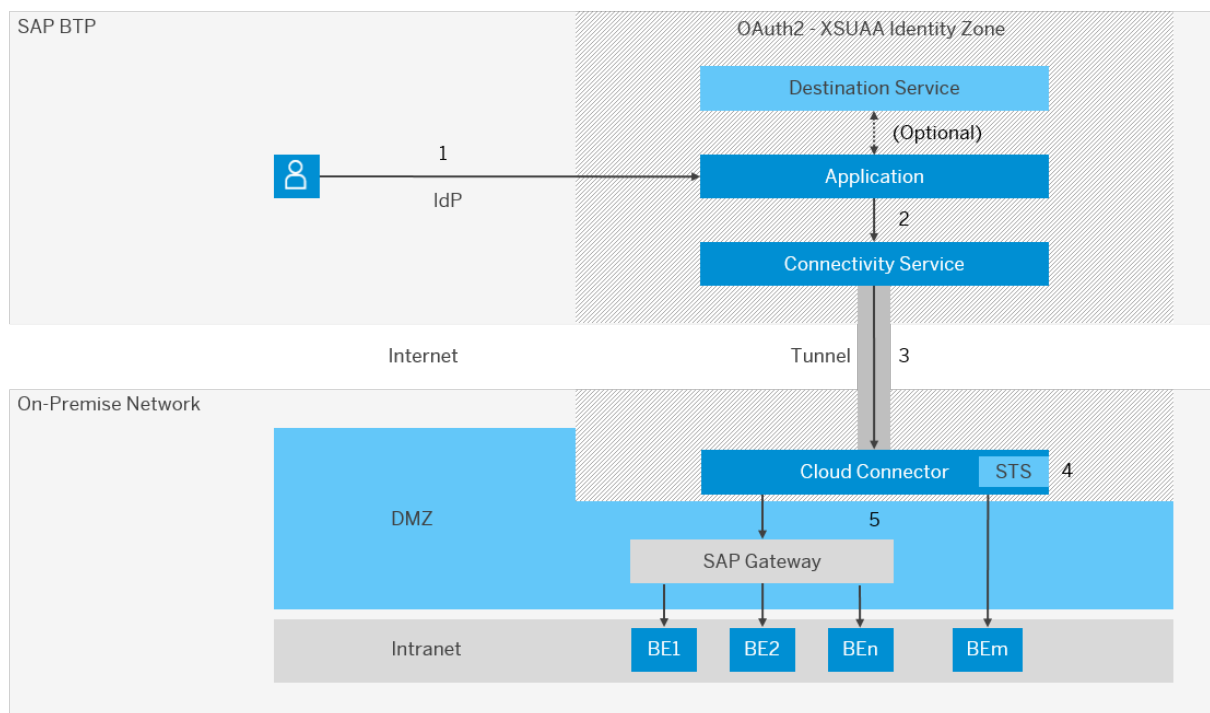 SAP BTP
OAuth2 - XSUAA Identity Zone
Destination Service
(Optional)
1
Application
IdP
2
Connectivity Service
Internet
Tunnel
3
On-Premise Network
Cloud Connector
STS
4
DMZ
5
SAP Gateway
Intranet
BE1
BE2
BEn
BEm